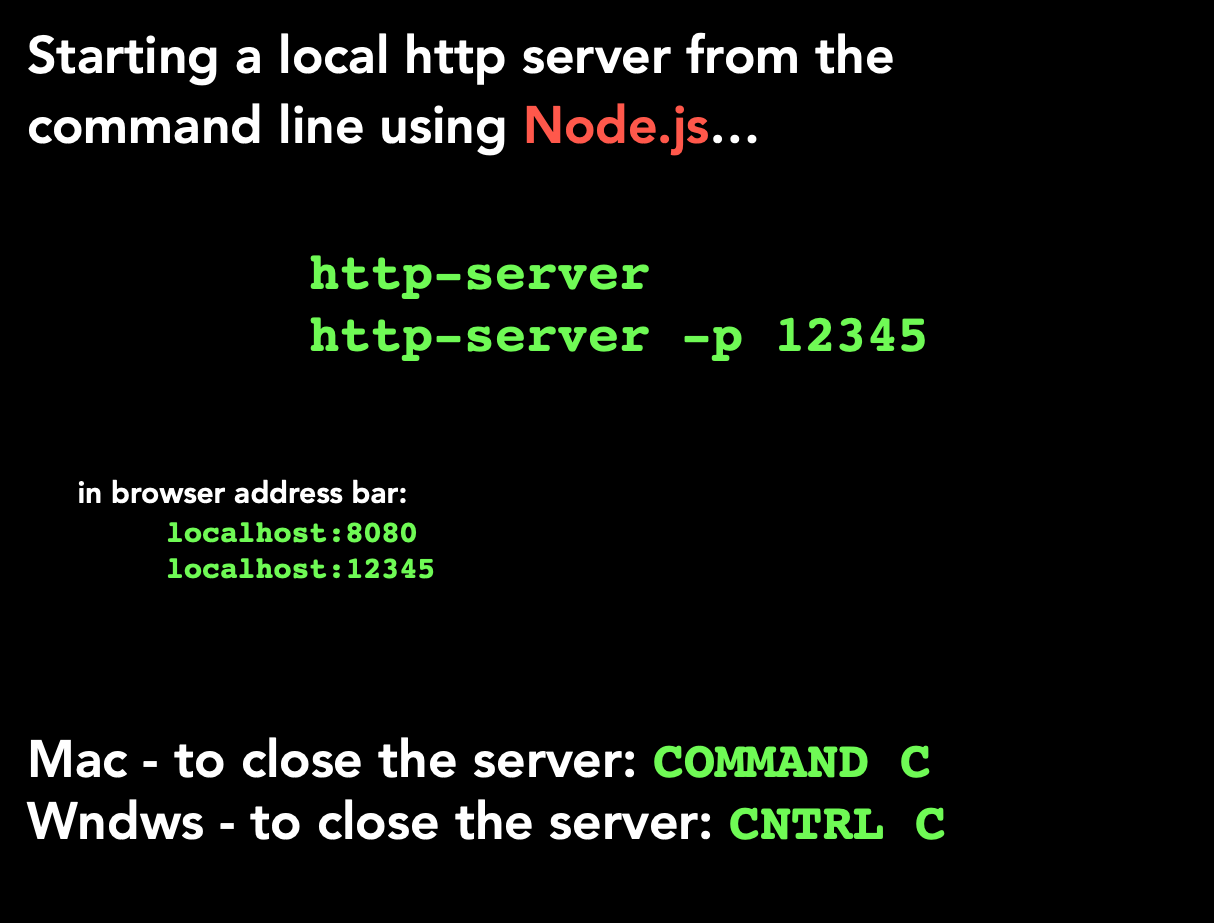 Starting a local http server from the
command line using Node.js...
http-server
http-server -p 12345
in browser address bar:
localhost:8080
localhost:12345
Mac - to close the server: COMMAND C
Wndws - to close the server: CNTRL C